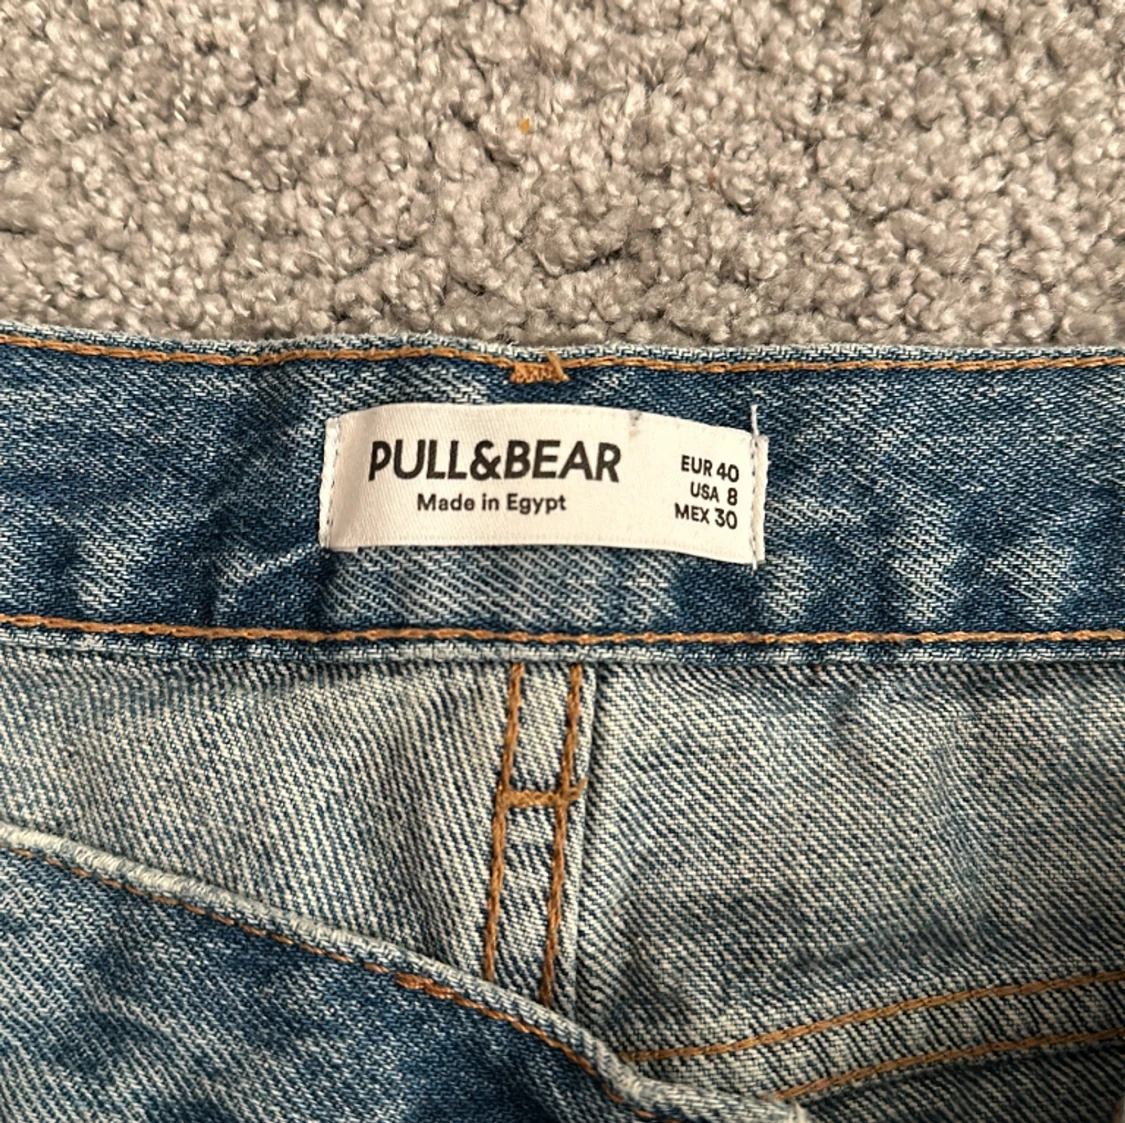 PULL&BEAR
Made in Egypt
EUR 40
USA 8
MEX 30